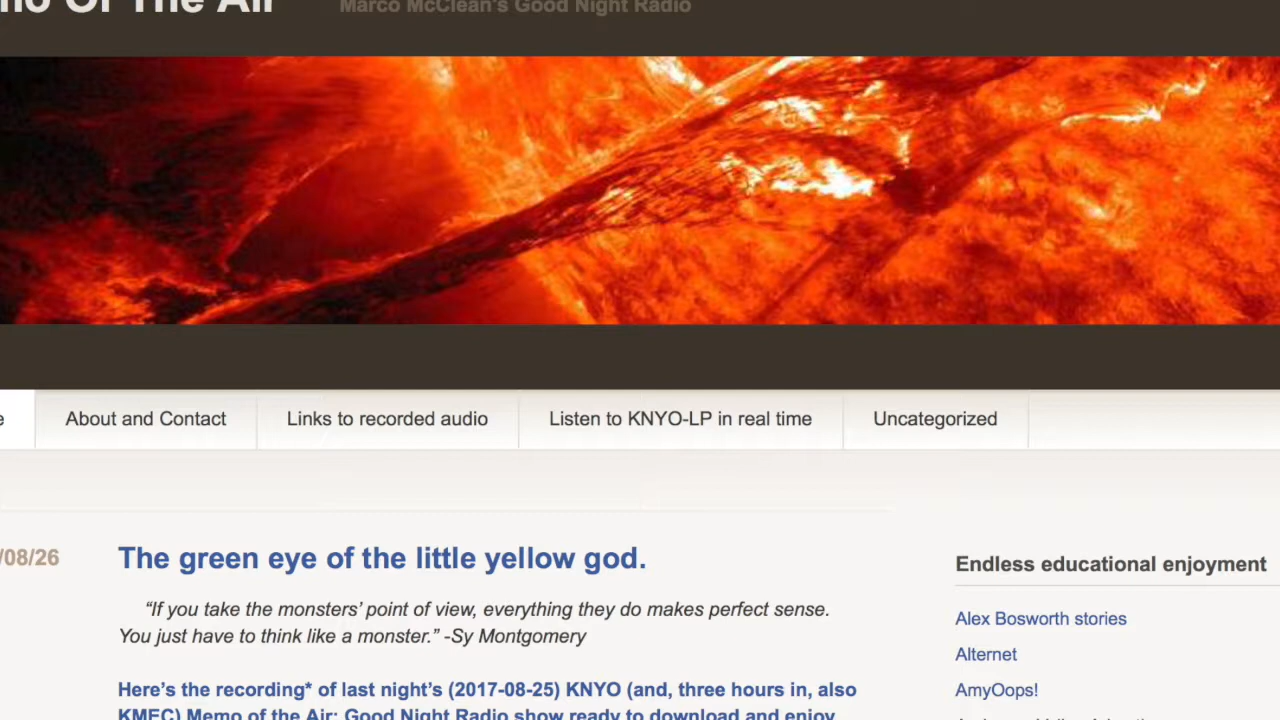 Of The Air
Marco McClean's Good Night Radio
e
About and Contact
Links to recorded audio
Listen to KNYO-LP in real time
Uncategorized
/08/26
The green eye of the little yellow god.
Endless educational enjoyment
“If you take the monsters’ point of view, everything they do makes perfect sense.
You just have to think like a monster.” -Sy Montgomery
Alex Bosworth stories
Alternet
Here’s the recording* of last night’s (2017-08-25) KNYO (and, three hours in, also
KMEC) Memo of the Air: Good Night Radio show ready to download and enjoy
AmyOops!